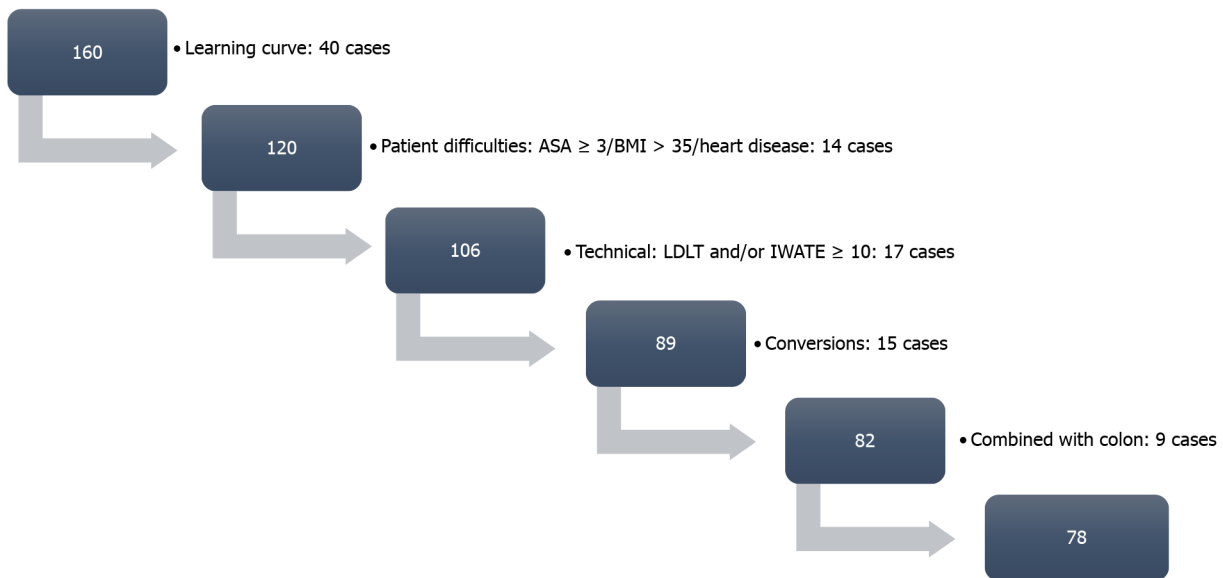 160
• Learning curve: 40 cases
120
• Patient difficulties: ASA ≥ 3/BMI > 35/heart disease: 14 cases
106
• Technical: LDLT and/or IWATE ≥ 10: 17 cases
89
• Conversions: 15 cases
82
• Combined with colon: 9 cases
78